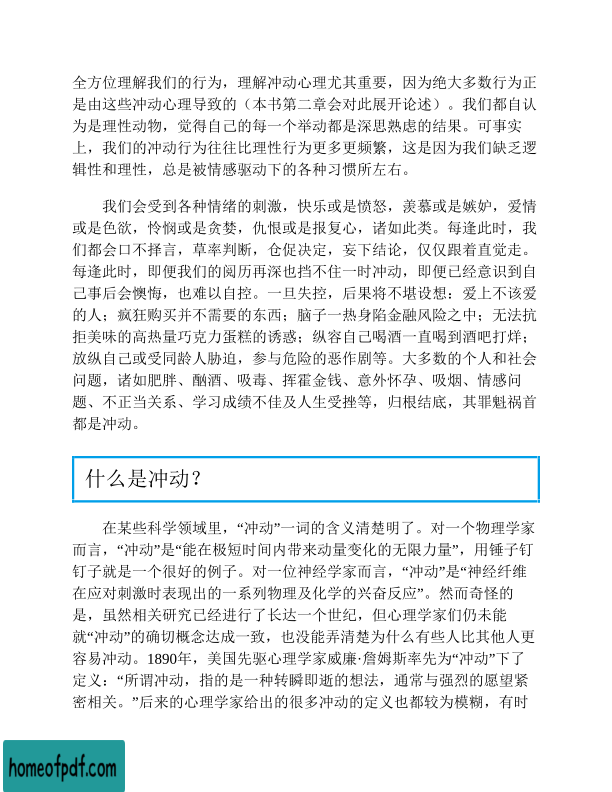 全方位理解我们的行为，理解冲动心理尤其重要，因为绝大多数行为正
是由这些冲动心理导致的（本书第二章会对此展开论述）。我们都自认
为是理性动物，觉得自己的每一个举动都是深思熟虑的结果。可事实
上，我们的冲动行为往往比理性行为更多更频繁，这是因为我们缺乏逻
辑性和理性，总是被情感驱动下的各种习惯所左右。
我们会受到各种情绪的刺激，快乐或是愤怒，羡慕或是嫉妒，爱情
或是色欲，怜悯或是贪婪，仇恨或是报复心，诸如此类。每逢此时，我
们都会口不择言，草率判断，仓促决定，妄下结论，仅仅跟着直觉走。
每逢此时，即便我们的阅历再深也挡不住一时冲动，即便已经意识到自
己事后会懊悔，也难以自控。一旦失控，后果将不堪设想：爱上不该爱
的人；疯狂购买并不需要的东西；脑子一热身陷金融风险之中；无法抗
拒美味的高热量巧克力蛋糕的诱惑；纵容自己喝酒一直喝到酒吧打烊；
放纵自己或受同龄人胁迫，参与危险的恶作剧等。大多数的个人和社会
问题，诸如肥胖、酗酒、吸毒、挥霍金钱、意外怀孕、吸烟、情感问
题、不正当关系、学习成绩不佳及人生受挫等，归根结底，其罪魁祸首
都是冲动。
什么是冲动？
在某些科学领域里，“冲动”一词的含义清楚明了。对一个物理学家
而言，“冲动”是“能在极短时间内带来动量变化的无限力量”，用锤子钉
钉子就是一个很好的例子。对一位神经学家而言，“冲动”是“神经纤维
在应对刺激时表现出的一系列物理及化学的兴奋反应”。然而奇怪的
是，虽然相关研究已经进行了长达一个世纪，但心理学家们仍未能
就“冲动”的确切概念达成一致，也没能弄清楚为什么有些人比其他人更
容易冲动。1890年，美国先驱心理学家威廉·詹姆斯率先为“冲动”下了
定义：“所谓冲动，指的是一种转瞬即逝的想法，通常与强烈的愿望紧
密相关。”后来的心理学家给出的很多冲动的定义也都较为模糊，有时
homeofpdf.com